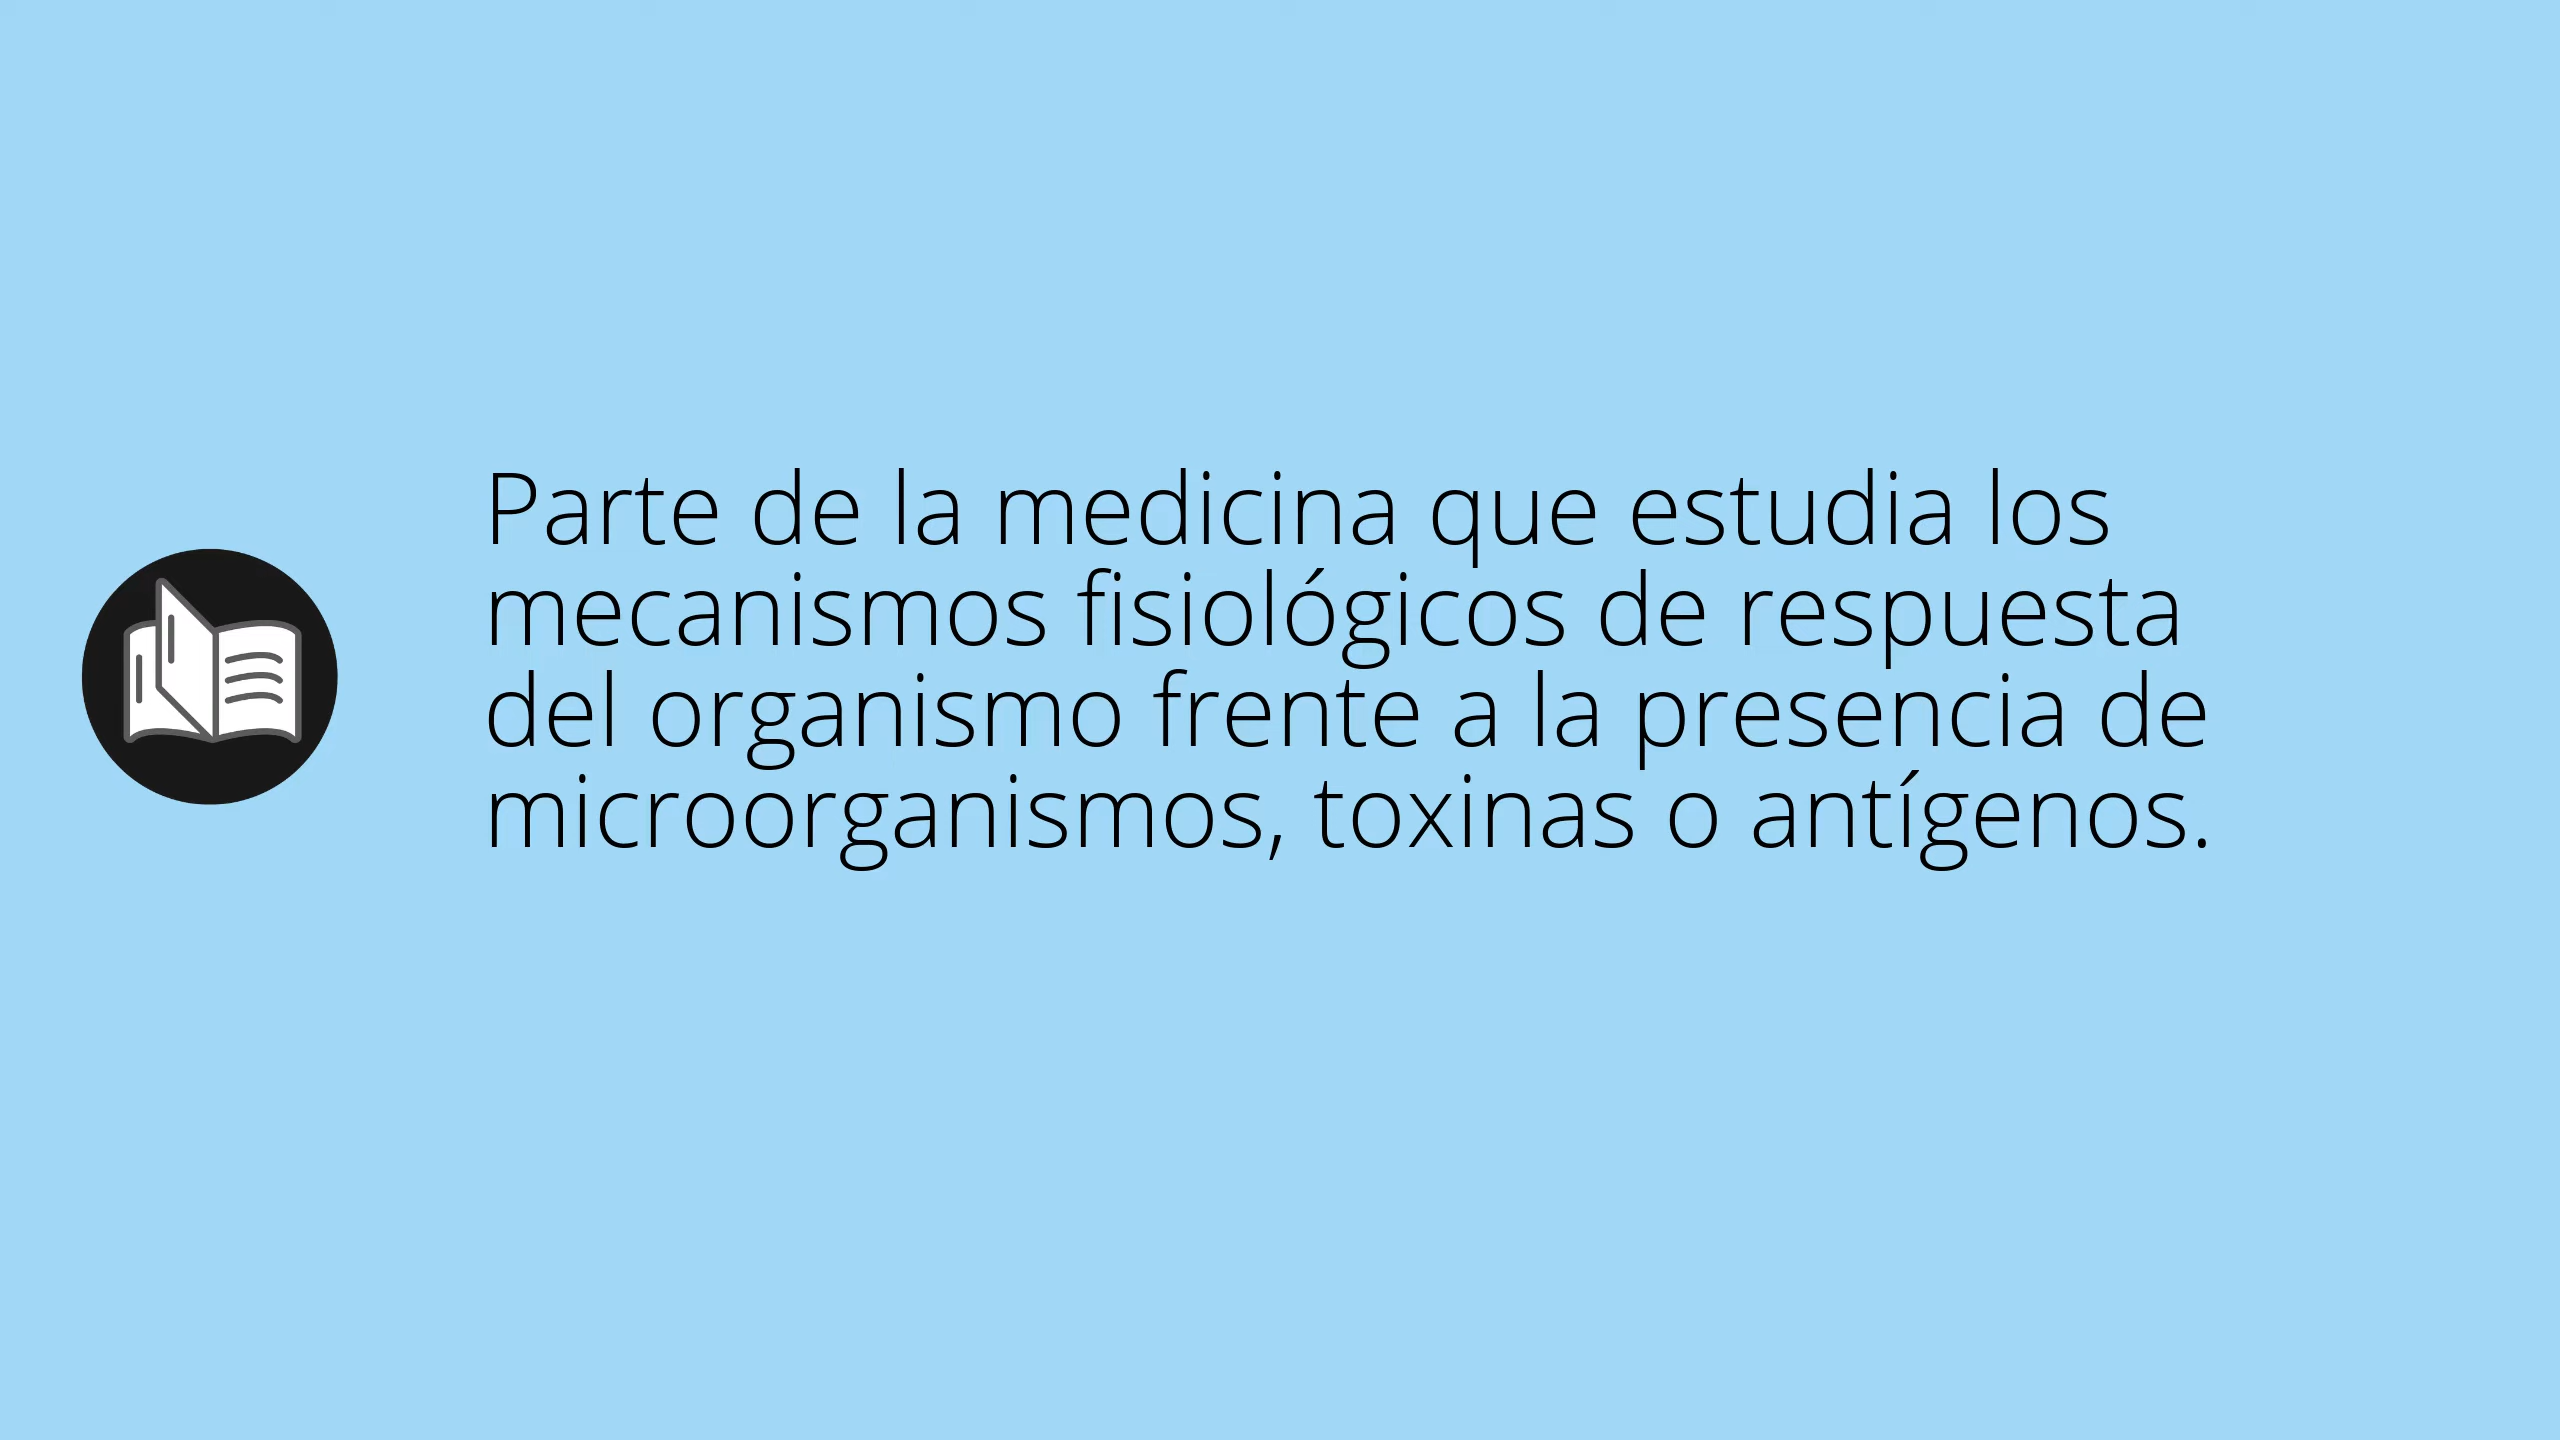 Parte de la medicina que estudia los
mecanismos fisiológicos de respuesta
del organismo frente a la presencia de
microorganismos, toxinas o antígenos.